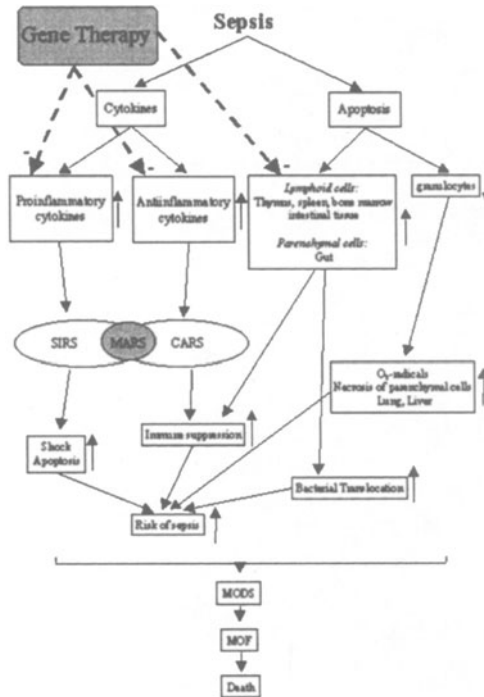 Gene Therapy
Sepsis
Cytokines
Apoptosis
Proinflammatory
cytokines
Antiinflammatory
cytokines
Lymphoid cells:
Thymus, spleen, bone marrow
intestinal tissue
Parenchymal cells:
Gut
granulocytes
SIRS
MARS
CARS
O₂-radicals
Necrosis of parenchymal cells
Lung, Liver
Shock
Apoptosis
Immune suppression
Bacterial Translocation
Risk of sepsis
MODS
MOF
Death